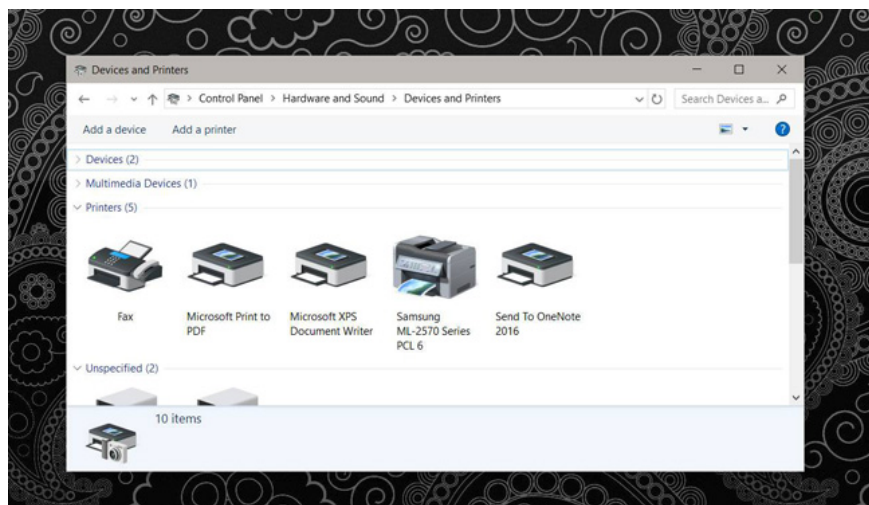 Devices and Printers
Control Panel > Hardware and Sound > Devices and Printers
Search Devices a...
Add a device Add a printer
?
Devices (2)
Multimedia Devices (1)
Printers (5)
Fax
Microsoft Print to
PDF
Microsoft XPS
Document Writer
Samsung
ML-2570 Series
PCL 6
Send To OneNote
2016
Unspecified (2)
10 items